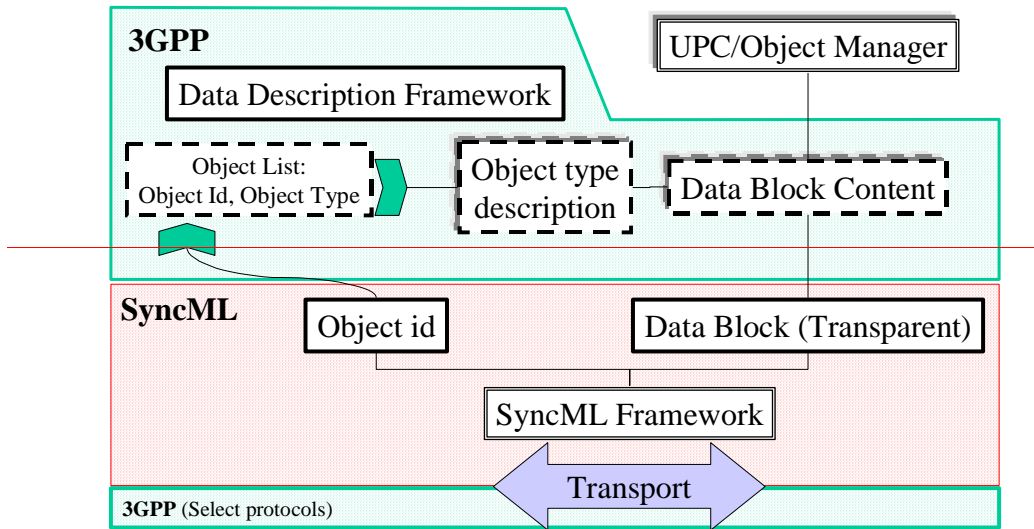 3GPP
UPC/Object Manager
Data Description Framework
Object List:
Object Id, Object Type
Object type
description
Data Block Content
SyncML
Object id
Data Block (Transparent)
SyncML Framework
Transport
3GPP (Select protocols)